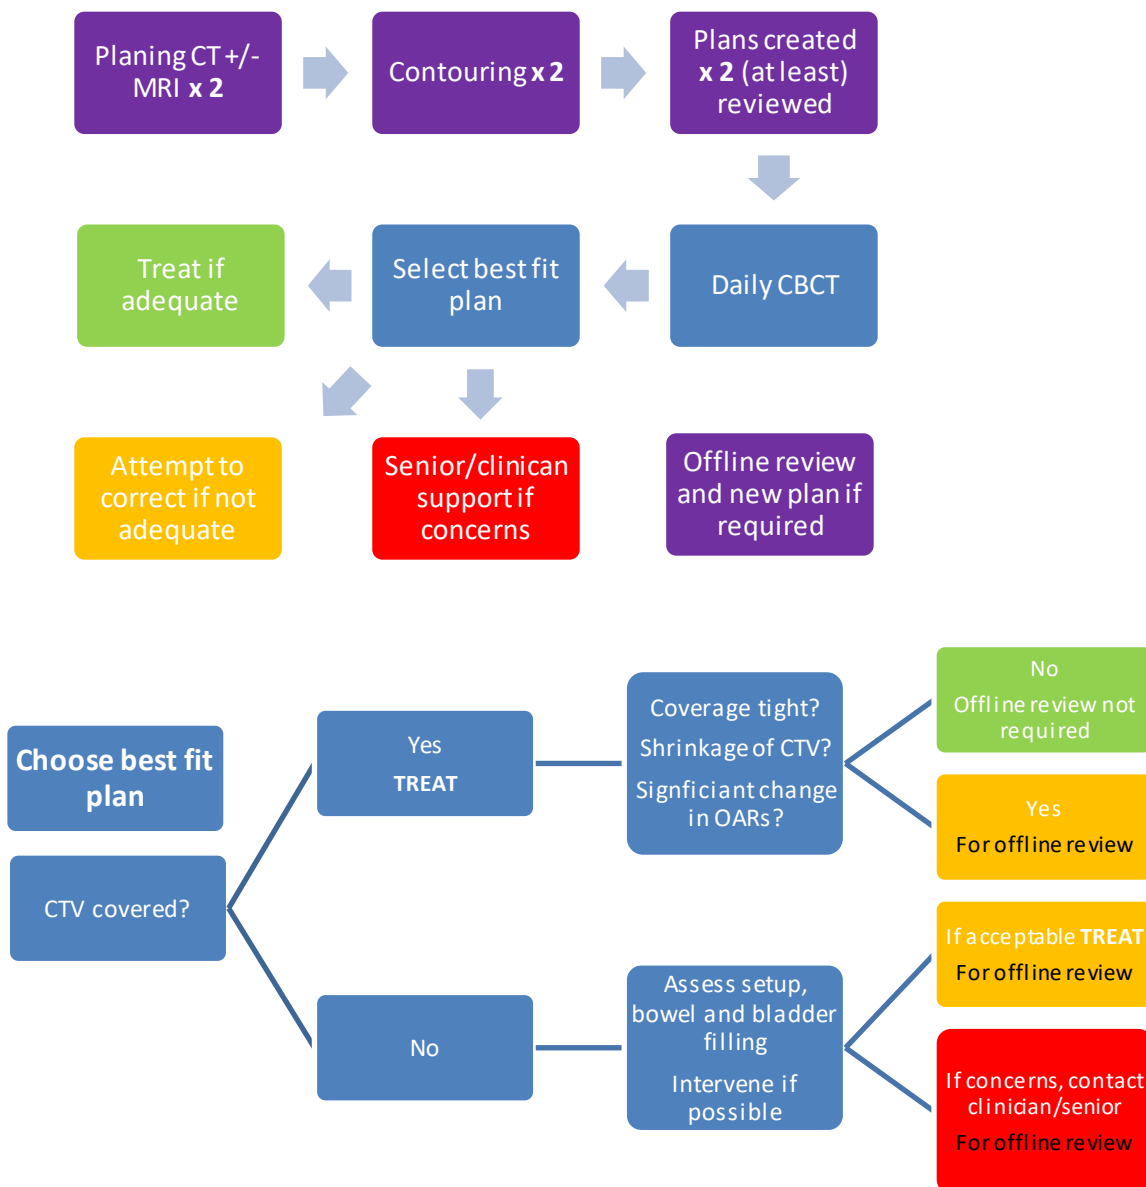 Planing CT +/-
MRI x 2
Contouring x 2
Plans created
x 2 (at least)
reviewed
Treat if
adequate
Select best fit
plan
Daily CBCT
Attempt to
correct if not
adequate
Senior/clinican
support if
concerns
Offline review
and new plan if
required
Choose best fit
plan
CTV covered?
Yes
TREAT
Coverage tight?
Shrinkage of CTV?
Signficiant change
in OARs?
No
Offline review not
required
Yes
For offline review
No
Assess setup,
bowel and bladder
filling
Intervene if
possible
If acceptable TREAT
For offline review
If concerns, contact
clinician/senior
For offline review